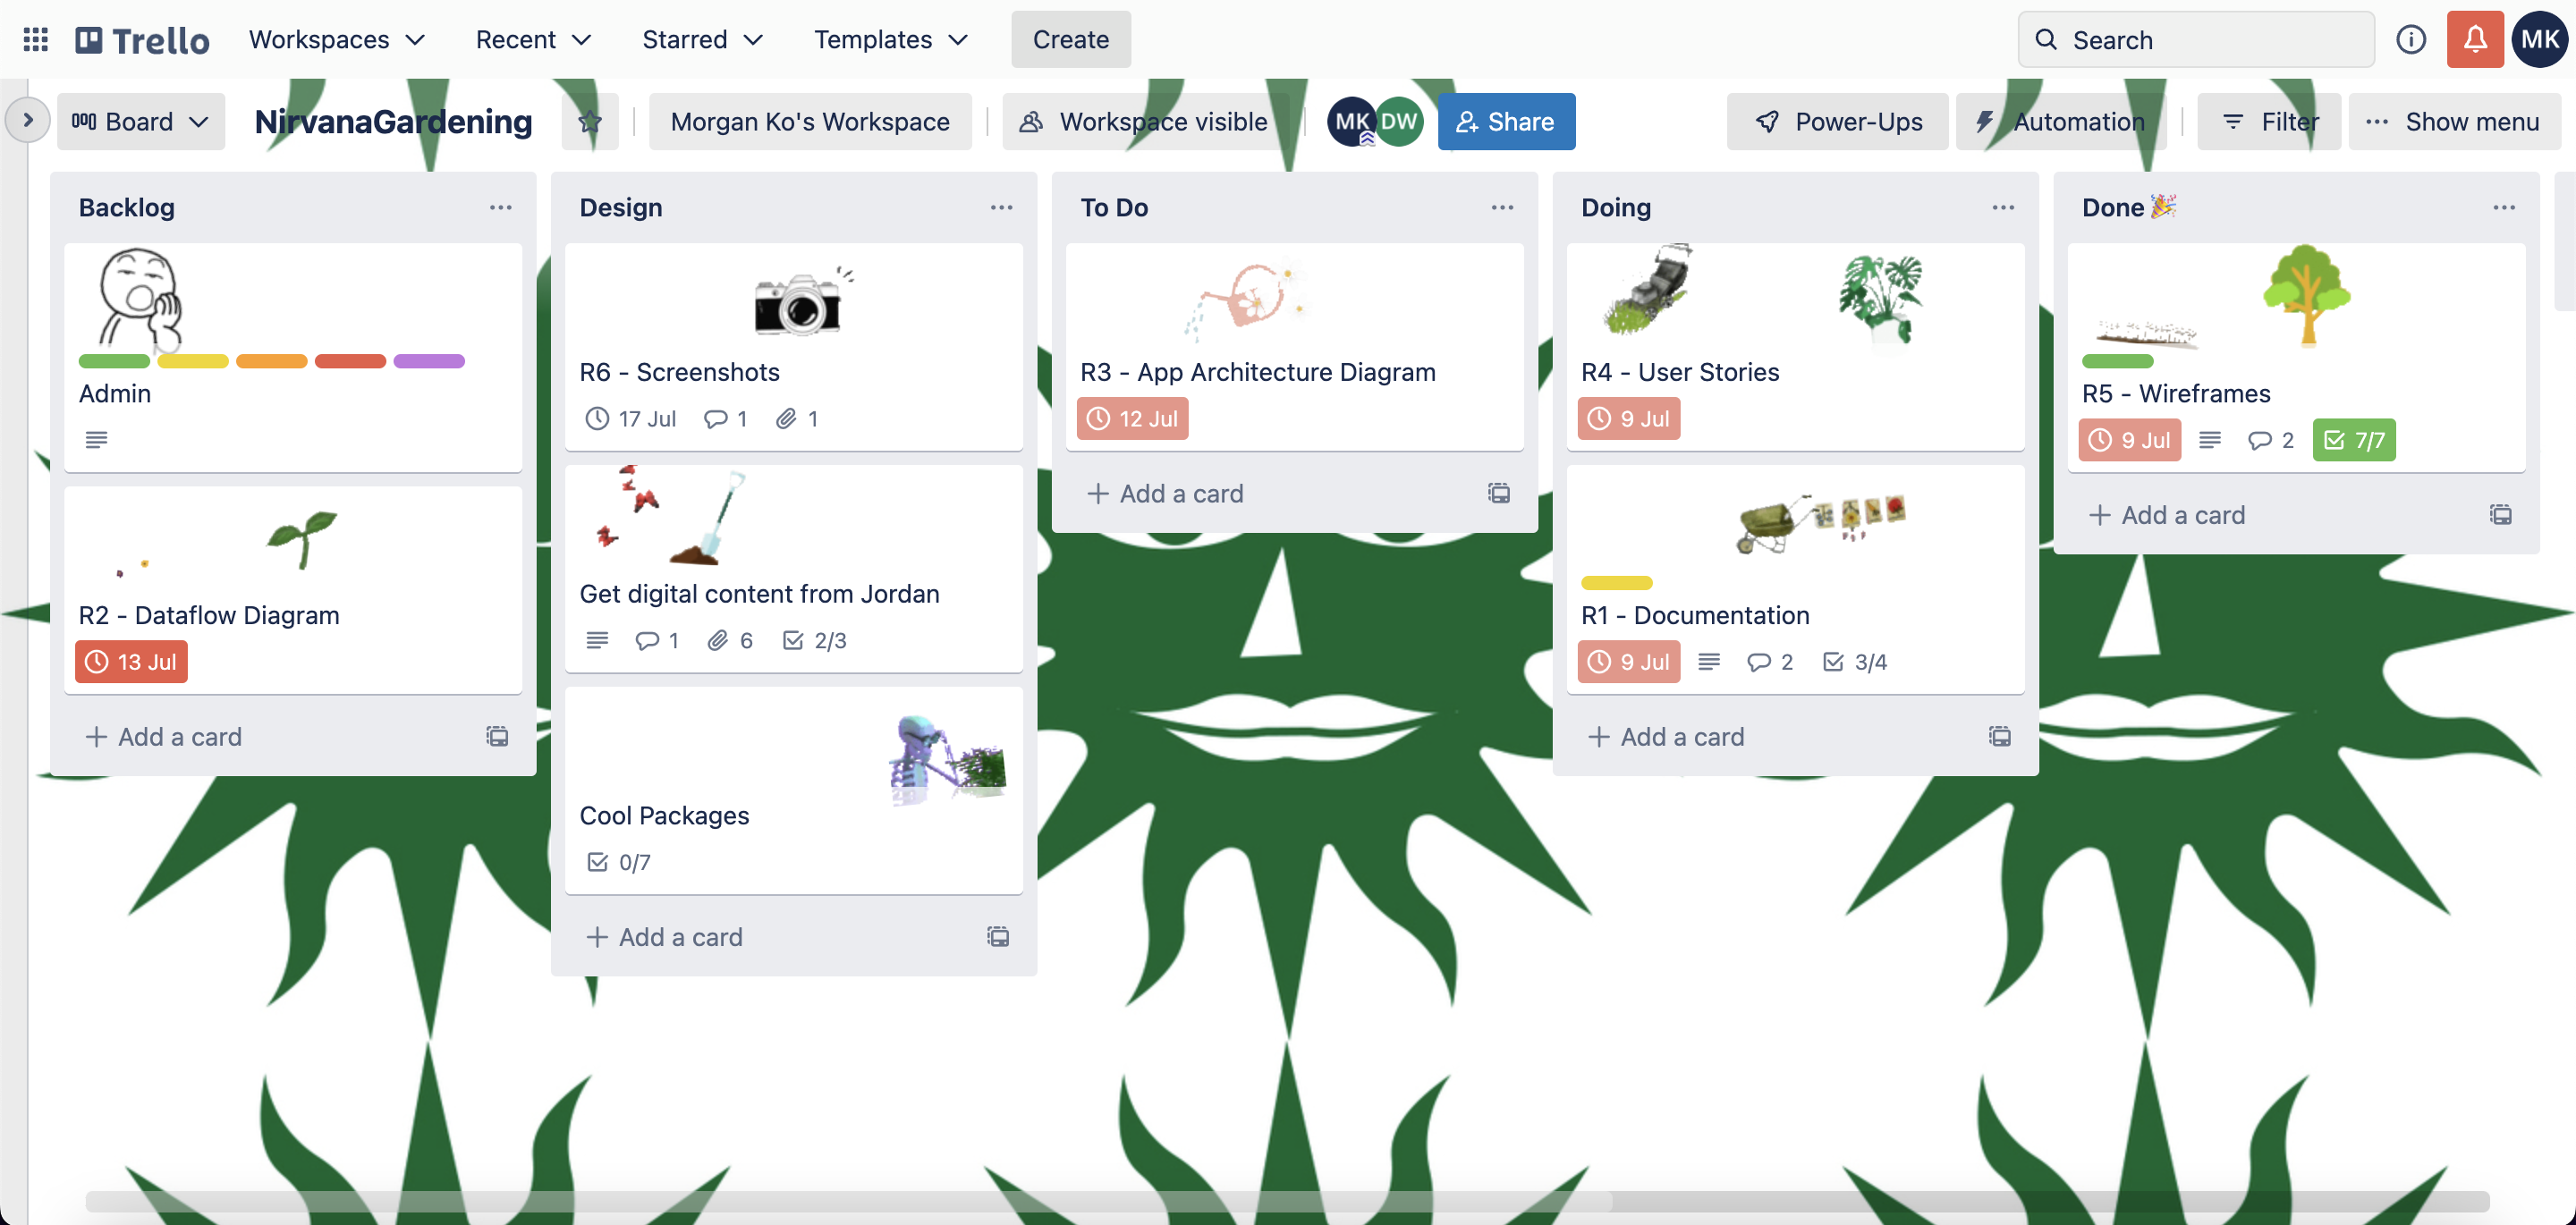 Trello Workspaces Recent Starred Templates Create Search MK
Board NirvanaGardening Morgan Ko's Workspace Workspace visible MK DW Share Power-Ups Automation Filter Show menu
Backlog
Admin
R2 - Dataflow Diagram
13 Jul
Add a card
Design
R6 - Screenshots
17 Jul 1 1
Get digital content from Jordan
1 6 2/3
Cool Packages
0/7
Add a card
To Do
R3 - App Architecture Diagram
12 Jul
Add a card
Doing
R4 - User Stories
9 Jul
R1 - Documentation
9 Jul 2 3/4
Add a card
Done
R5 - Wireframes
9 Jul 2 7/7
Add a card